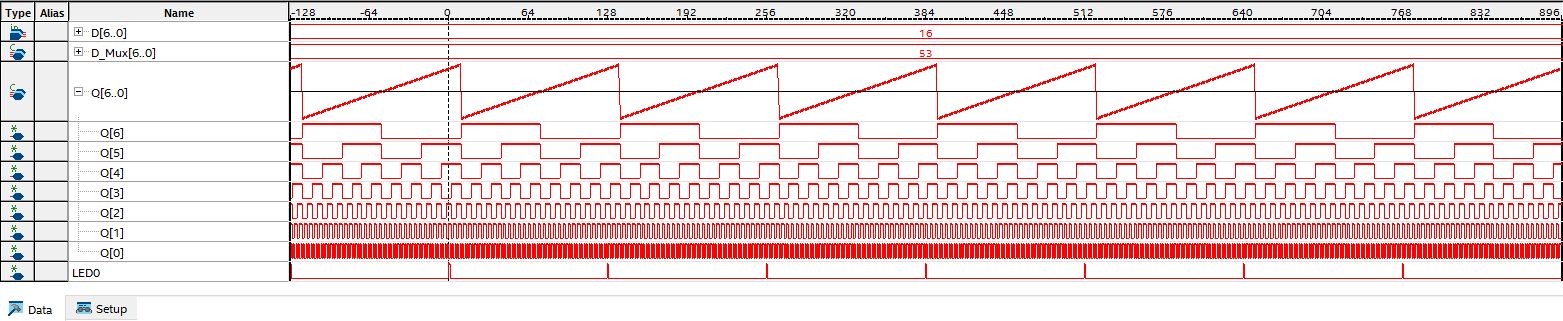 Type Alias Name -128 -64 0 64 128 192 256 320 384 448 512 576 640 704 768 832 896
D[6..0] 16
D_Mux[6..0] 53
Q[6..0]
Q[6]
Q[5]
Q[4]
Q[3]
Q[2]
Q[1]
Q[0]
LED0
Data Setup